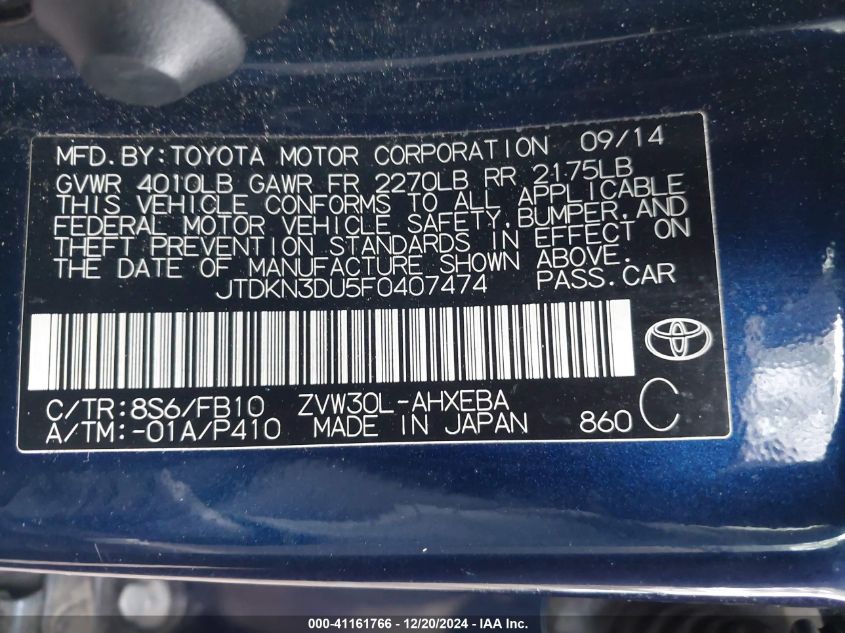 MFD. BY: TOYOTA MOTOR CORPORATION 09/14
GVWR 4010LB GAWR FR 2270LB RR 2175LB
THIS VEHICLE CONFORMS TO ALL APPLICABLE
FEDERAL MOTOR VEHICLE SAFETY, BUMPER, AND
THEFT PREVENTION STANDARDS IN EFFECT ON
THE DATE OF MANUFACTURE SHOWN ABOVE.
JTDKN3DU5F0407474 PASS. CAR
C/TR: 8S6/FB10 ZVW30L-AHXEBA
A/TM: -01A/P410 MADE IN JAPAN 860 C
000-41161766 - 12/20/2024 - IAA Inc.